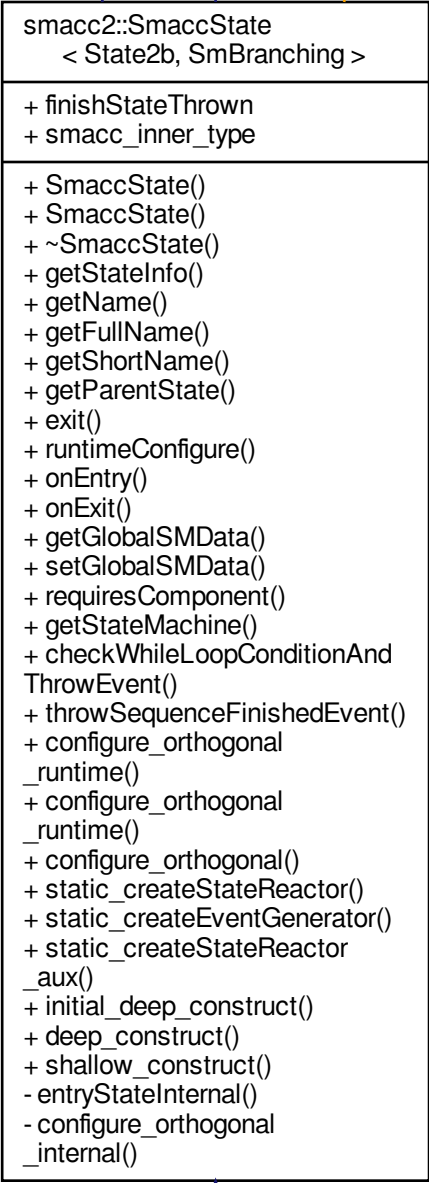 smacc2::SmaccState
< State2b, SmBranching >
+ finishStateThrown
+ smacc_inner_type
+ SmaccState()
+ SmaccState()
+ ~SmaccState()
+ getStateInfo()
+ getName()
+ getFullName()
+ getShortName()
+ getParentState()
+ exit()
+ runtimeConfigure()
+ onEntry()
+ onExit()
+ getGlobalSMData()
+ setGlobalSMData()
+ requiresComponent()
+ getStateMachine()
+ checkWhileLoopConditionAnd
ThrowEvent()
+ throwSequenceFinishedEvent()
+ configure_orthogonal
_runtime()
+ configure_orthogonal
_runtime()
+ configure_orthogonal()
+ static_createStateReactor()
+ static_createEventGenerator()
+ static_createStateReactor
_aux()
+ initial_deep_construct()
+ deep_construct()
+ shallow_construct()
- entryStateInternal()
- configure_orthogonal
_internal()